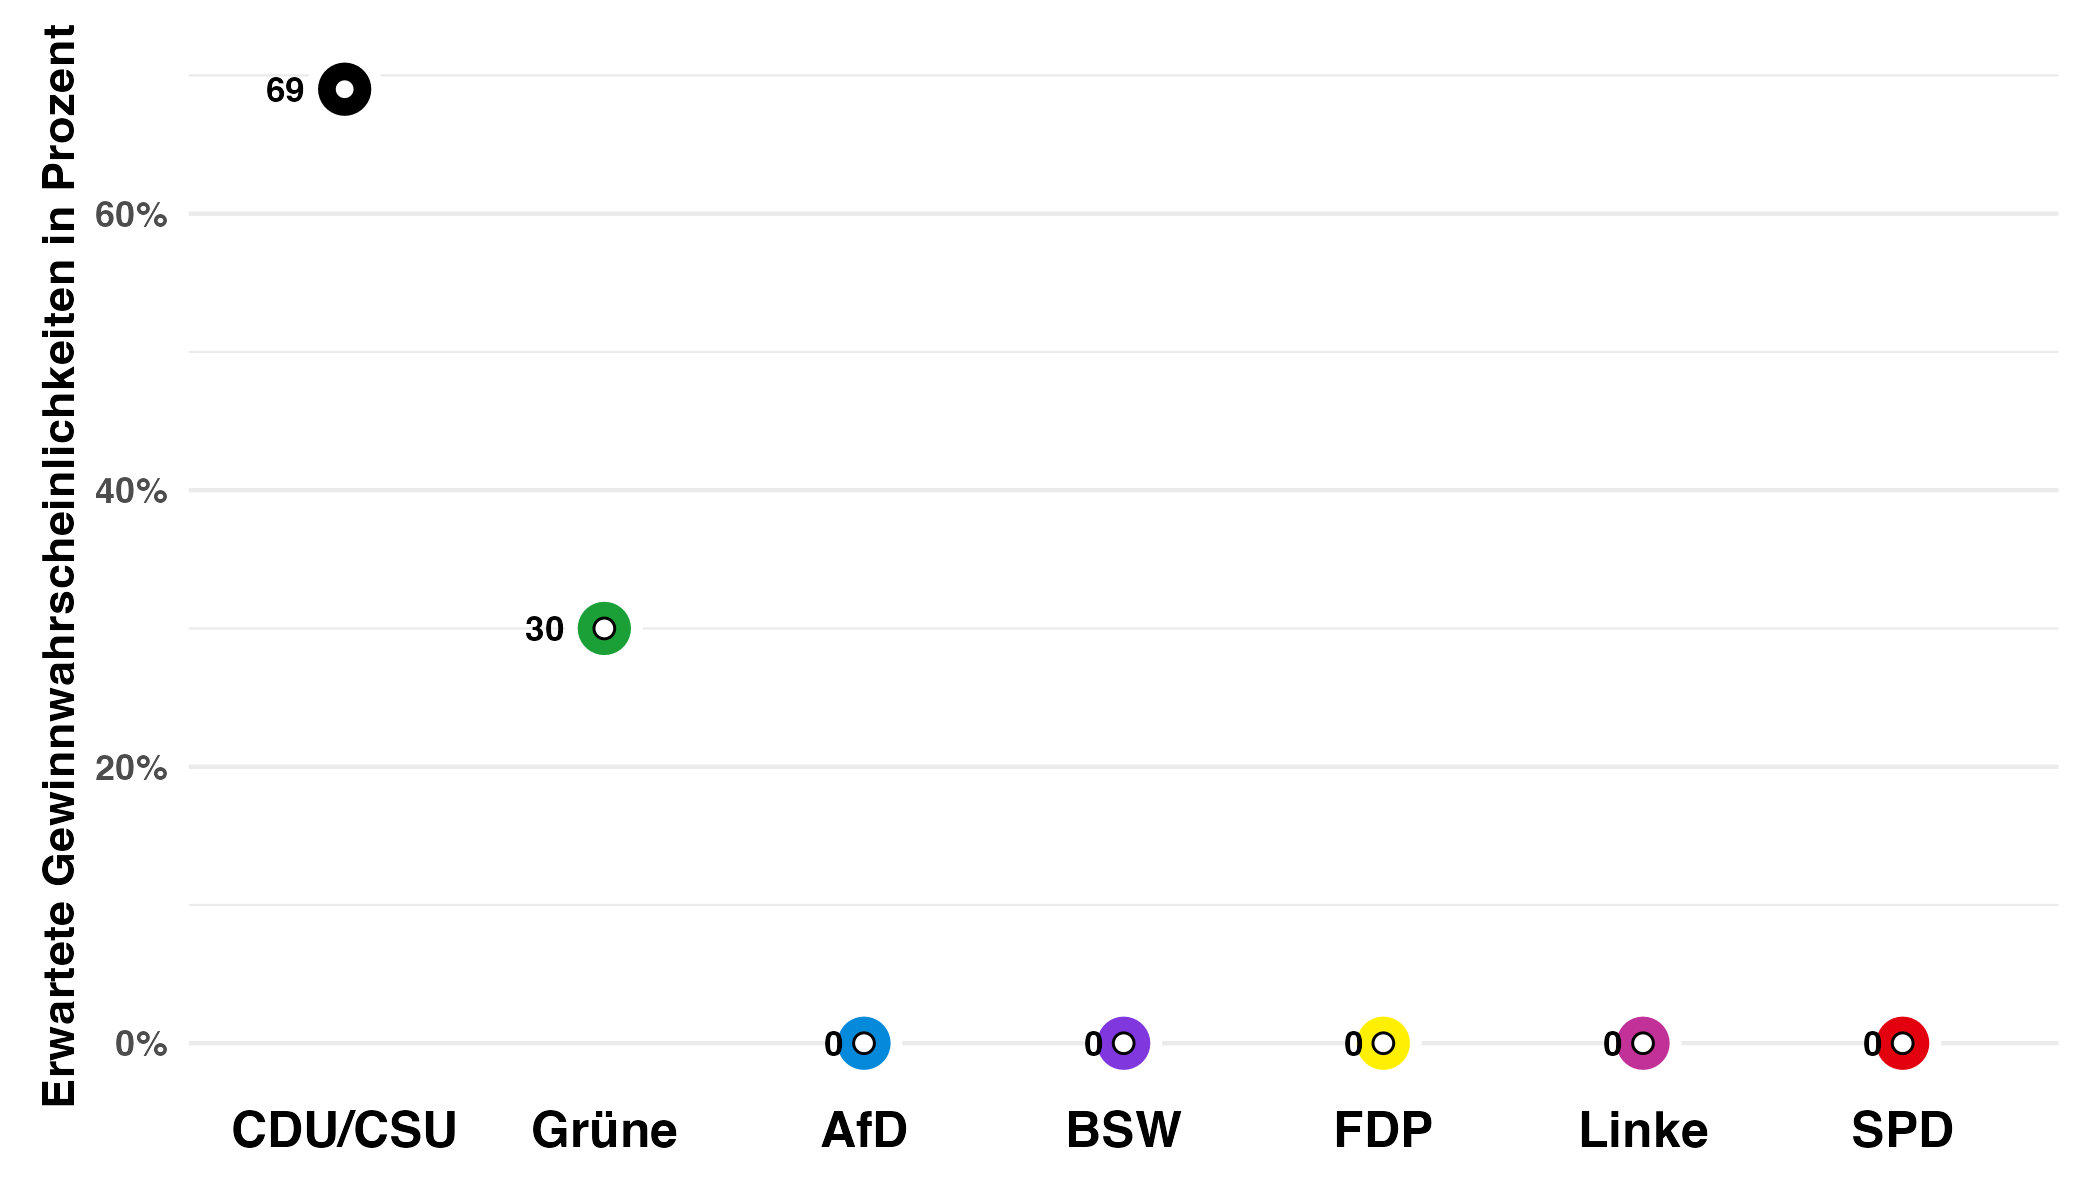 Erwartete Gewinnwahrscheinlichkeiten in Prozent
69
60%
40%
30
20%
0%
0
0
0
0
0
CDU/CSU
Grüne
AfD
BSW
FDP
Linke
SPD